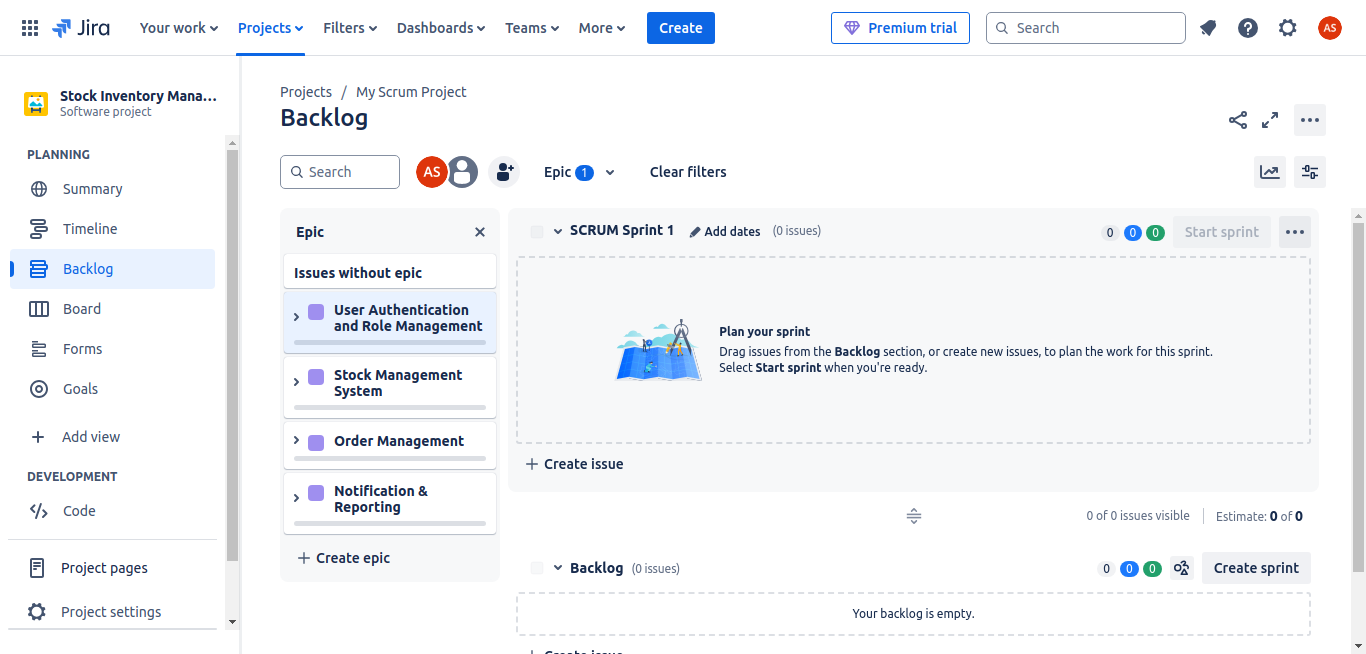 Jira
Your work
Projects
Filters
Dashboards
Teams
More
Create
Premium trial
Search
AS
Stock Inventory Mana...
Software project
PLANNING
Summary
Timeline
Backlog
Board
Forms
Goals
Add view
DEVELOPMENT
Code
Project pages
Project settings
Projects / My Scrum Project
Backlog
Search
AS
Epic 1
Clear filters
Epic
Issues without epic
User Authentication
and Role Management
Stock Management
System
Order Management
Notification &
Reporting
Create epic
SCRUM Sprint 1
Add dates
(0 issues)
0 0 0
Start sprint
Plan your sprint
Drag issues from the Backlog section, or create new issues, to plan the work for this sprint.
Select Start sprint when you're ready.
Create issue
0 of 0 issues visible
Estimate: 0 of 0
Backlog
(0 issues)
0 0 0
Create sprint
Your backlog is empty.
Create issue